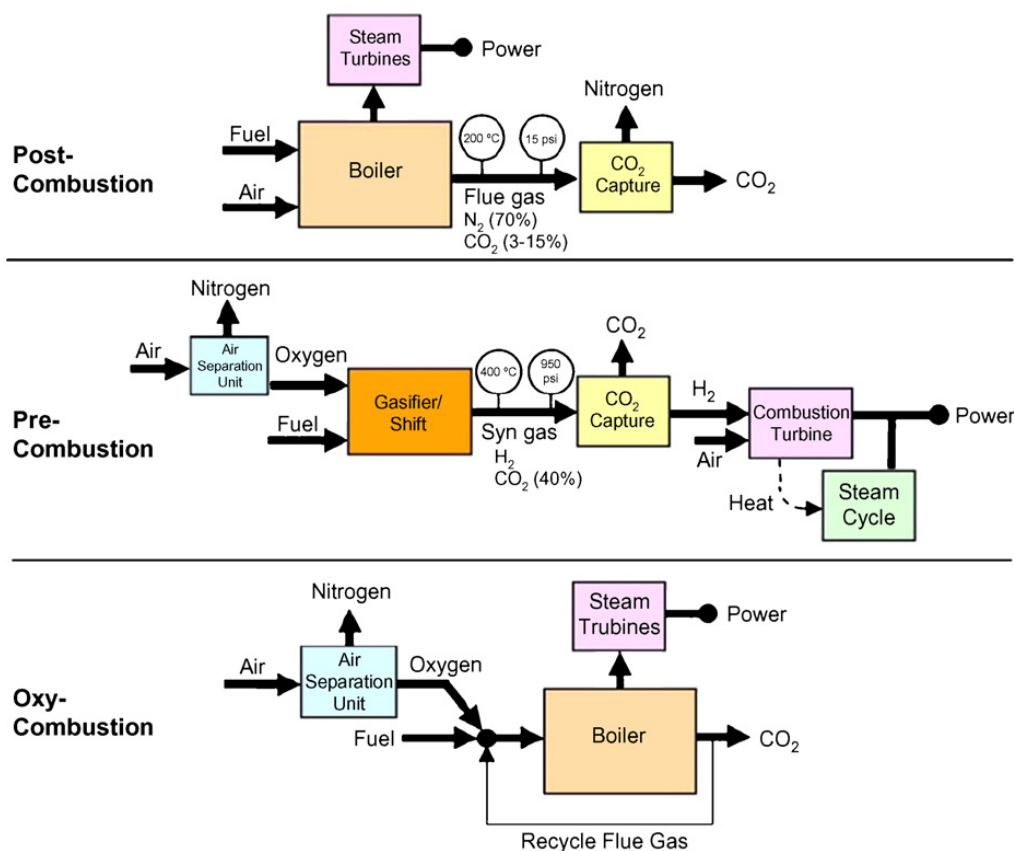 Steam
Turbines
Power
Nitrogen
Post-
Combustion
Fuel
Air
Boiler
200 ºC
15 psi
Flue gas
N₂ (70%)
CO₂ (3-15%)
CO₂
Capture
CO₂
Nitrogen
Pre-
Combustion
Air
Air
Separation
Unit
Oxygen
Fuel
Gasifier/
Shift
400 ºC
950
psi
Syn gas
H₂
CO₂ (40%)
CO₂
CO₂
Capture
H₂
Air
Combustion
Turbine
Power
Heat
Steam
Cycle
Nitrogen
Oxy-
Combustion
Air
Air
Separation
Unit
Oxygen
Fuel
Steam
Trubines
Power
Boiler
CO₂
Recycle Flue Gas